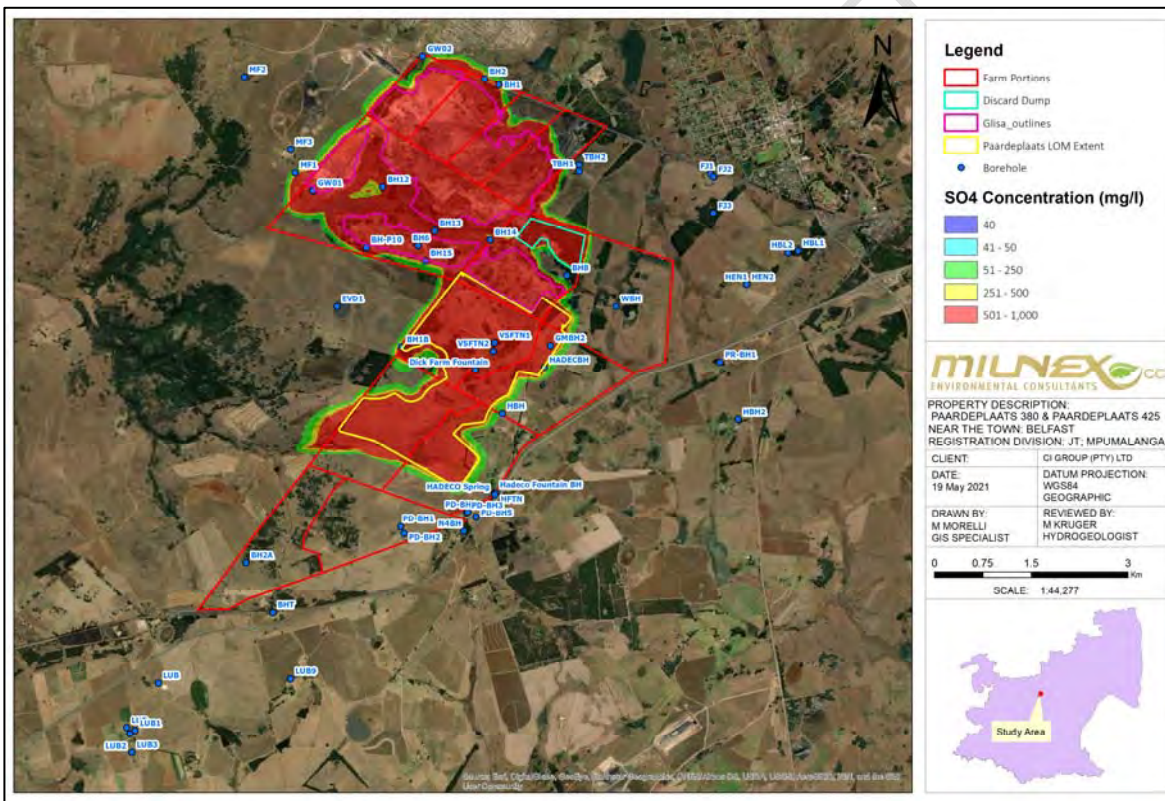 GW02
MF2
BH2
BH1
N
MF3
TBH2
TBH1
MF1
GW01
BH12
FJ1
FJ2
FJ3
BH13
BH14
BH6
BH-P10
BH15
HBL1
HBL2
BH8
HEN1
HEN2
EVD1
WBH
BH1B
VSFTN1
VSFTN2
GMBH2
Dick Farm Fountain
HADECBH
PR-BH1
HBH
HBH2
HADECO Spring
Hadeco Fountain BH
HFTN
PD-BH3
PD-BH5
PD-BH1
N4BH
PD-BH2
BH2A
BHT
LUB
LUB9
LUB1
LUB2
LUB3
Legend
Farm Portions
Discard Dump
Glisa_outlines
Paardeplaats LOM Extent
Borehole
SO4 Concentration (mg/l)
40
41 - 50
51 - 250
251 - 500
501 - 1,000
MILNEX CC
ENVIRONMENTAL CONSULTANTS
PROPERTY DESCRIPTION:
PAARDEPLAATS 380 & PAARDEPLAATS 425
NEAR THE TOWN: BELFAST
REGISTRATION DIVISION: JT; MPUMALANGA
CLIENT: CI GROUP (PTY) LTD
DATE: DATUM PROJECTION:
19 May 2021 WGS84
GEOGRAPHIC
DRAWN BY: REVIEWED BY:
M MORELLI M KRUGER
GIS SPECIALIST HYDROGEOLOGIST
0 0.75 1.5 3
Km
SCALE: 1:44,277
Study Area